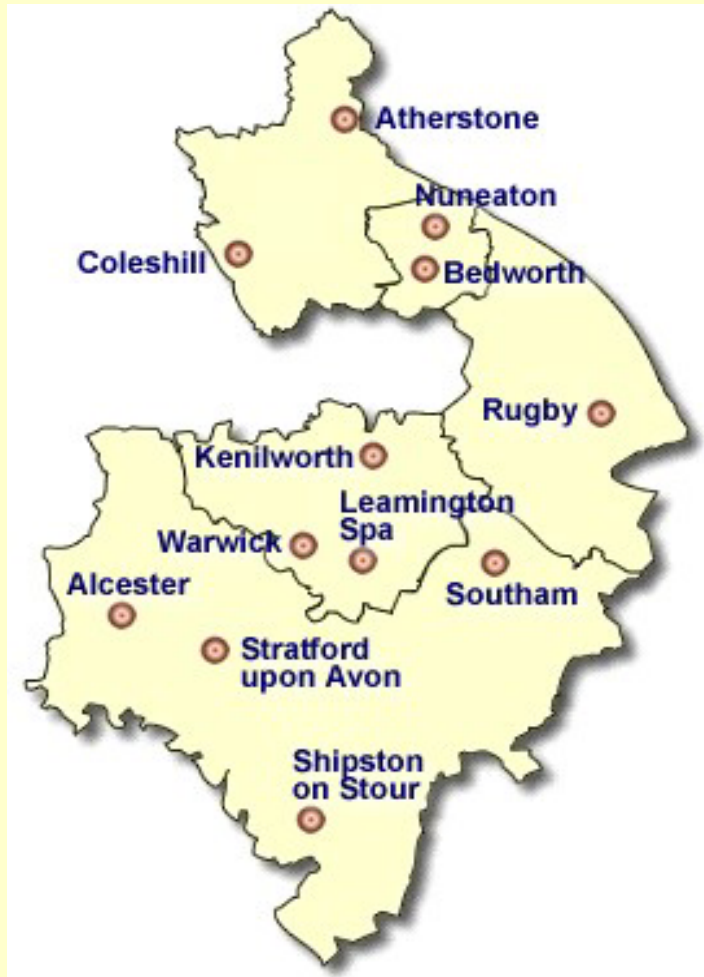 Atherstone
Nuneaton
Coleshill
Bedworth
Rugby
Kenilworth
Leamington
Spa
Warwick
Alcester
Southam
Stratford
upon Avon
Shipston
on Stour